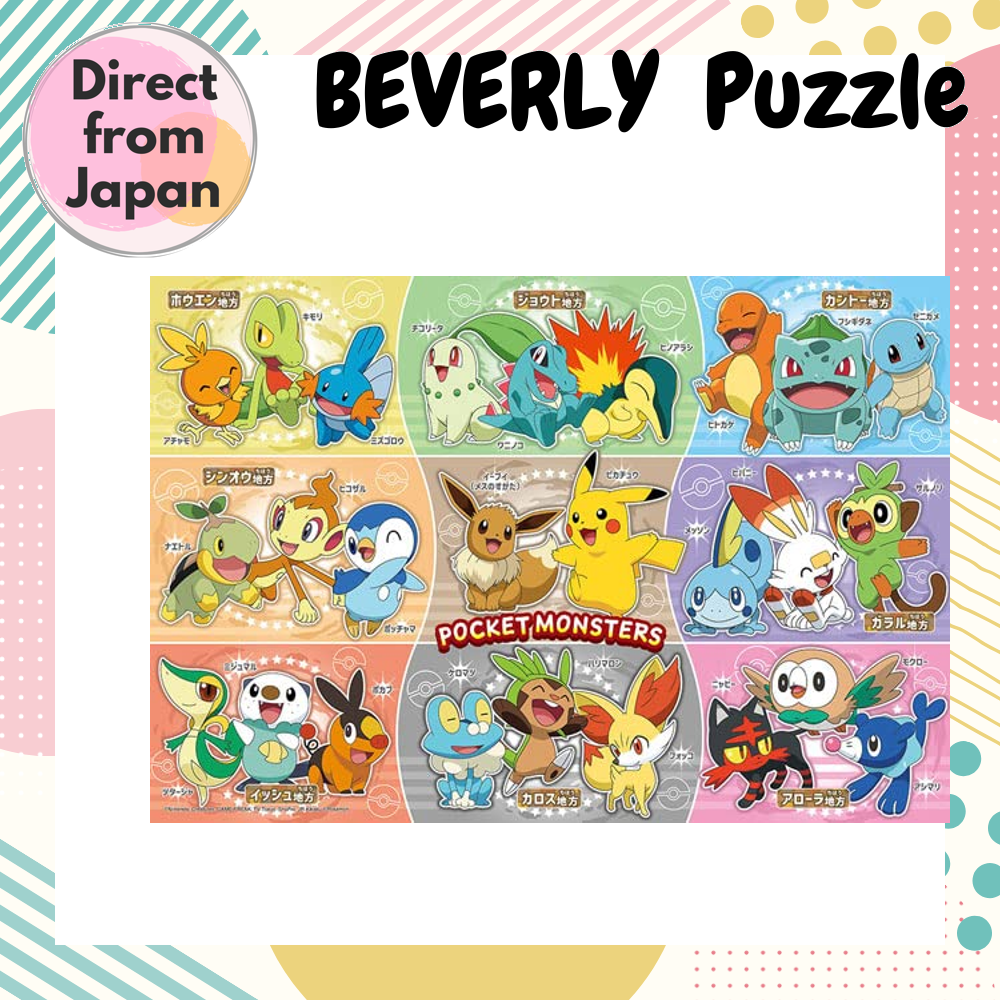 Direct
from
Japan
BEVERLY Puzzle
ホウエン地方
キモリ
アチャモ
ミズゴロウ
ジョウト地方
チコリータ
ヒノアラシ
ワニノコ
カントー地方
フシギダネ
ゼニガメ
ヒトカゲ
シンオウ地方
ヒコザル
ナエトル
ポッチャマ
イーブイ
(メスのすがた)
ピカチュウ
POCKET MONSTERS
ヒバニー
サルノリ
メッソン
ガラル地方
ミジュマル
ポカブ
ツタージャ
イッシュ地方
ケロマツ
ハリマロン
フォッコ
カロス地方
ニャビー
モクロー
アシマリ
アローラ地方